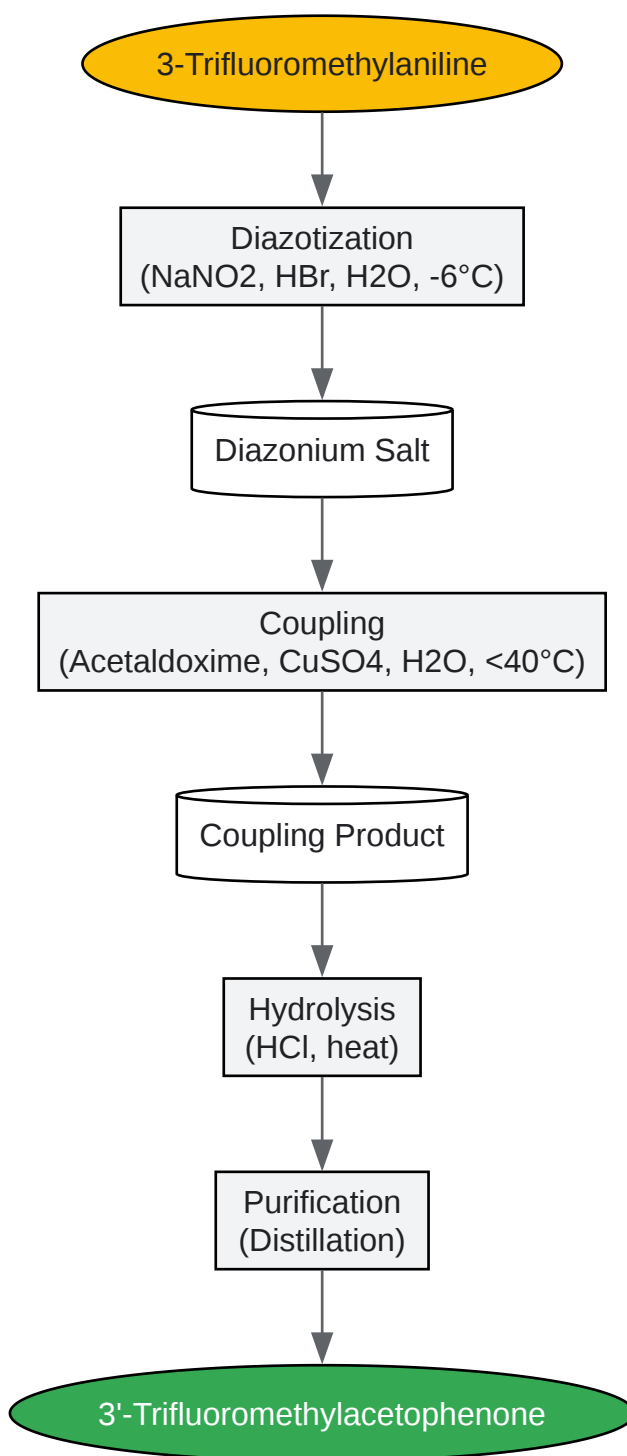 3-Trifluoromethylaniline
Diazotization
(NaNO2, HBr, H2O, -6°C)
Diazonium Salt
Coupling
(Acetaldoxime, CuSO4, H2O, <40°C)
Coupling Product
Hydrolysis
(HCl, heat)
Purification
(Distillation)
3'-Trifluoromethylacetophenone